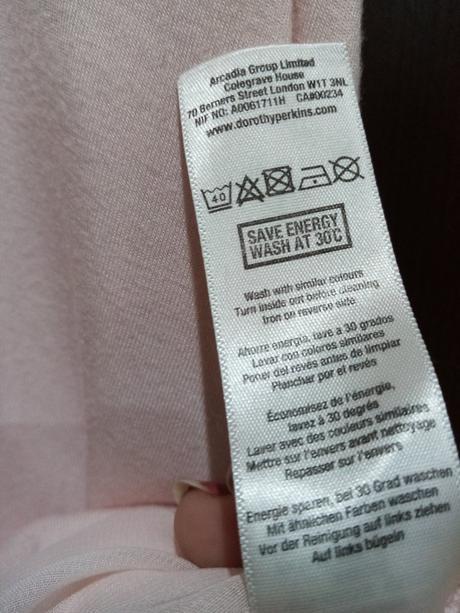 Arcadia Group Limited
Colegrave House
70 Berners Street London W1T 3NL
NIF NO: A0061711H CA#00234
www.dorothyperkins.com
40
SAVE ENERGY
WASH AT 30°C
Wash with similar colours
Turn inside out before cleaning
Iron on reverse side
Ahorre energía, lave a 30 grados
Lavar con colores similares
Poner del revés antes de limpiar
Planchar por el revés
Économisez de l'énergie,
lavez à 30 degrés
Laver avec des couleurs similaires
Mettre sur l'envers avant nettoyage
Repasser sur l'envers
Energie sparen, bei 30 Grad waschen
Mit ähnlichen Farben waschen
Vor der Reinigung auf links ziehen
Auf links bügeln